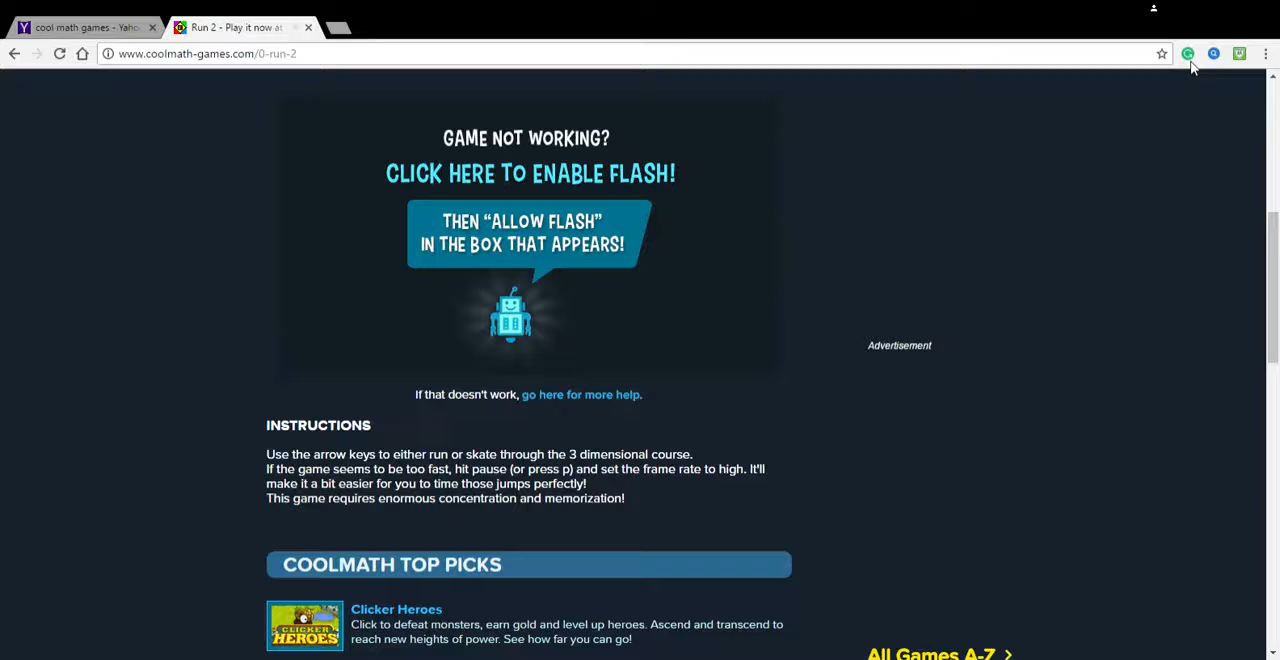 cool math games - Yaho
Run 2 - Play it now at
www.coolmath-games.com/0-run-2
GAME NOT WORKING?
CLICK HERE TO ENABLE FLASH!
THEN “ALLOW FLASH”
IN THE BOX THAT APPEARS!
Advertisement
If that doesn't work, go here for more help.
INSTRUCTIONS
Use the arrow keys to either run or skate through the 3 dimensional course.
If the game seems to be too fast, hit pause (or press p) and set the frame rate to high. It'll
make it a bit easier for you to time those jumps perfectly!
This game requires enormous concentration and memorization!
COOLMATH TOP PICKS
Clicker Heroes
Click to defeat monsters, earn gold and level up heroes. Ascend and transcend to
reach new heights of power. See how far you can go!
CLICKER
HEROES
All Games A-Z >